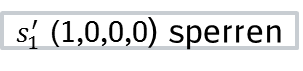 s′₁ (1,0,0,0) sperren